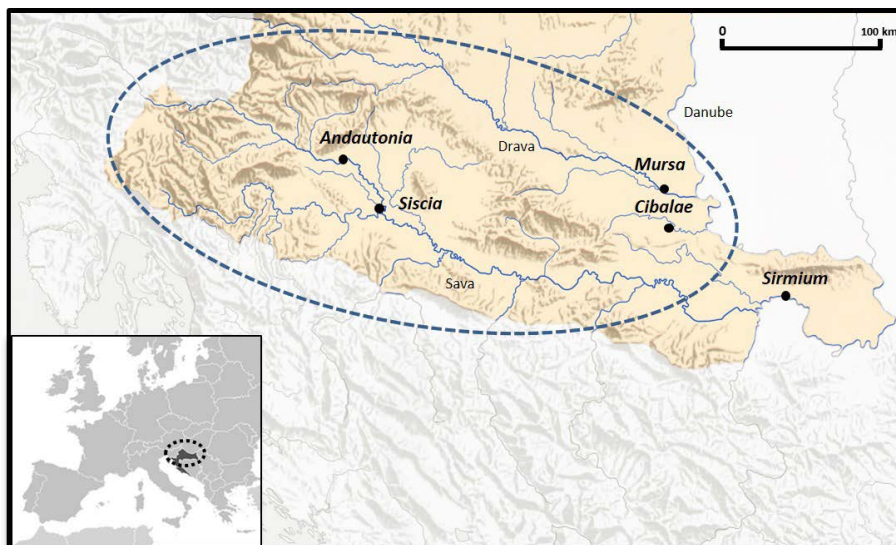 0
100 km
Danube
Andautonia
Drava
Mursa
Siscia
Cibalae
Sava
Sirmium